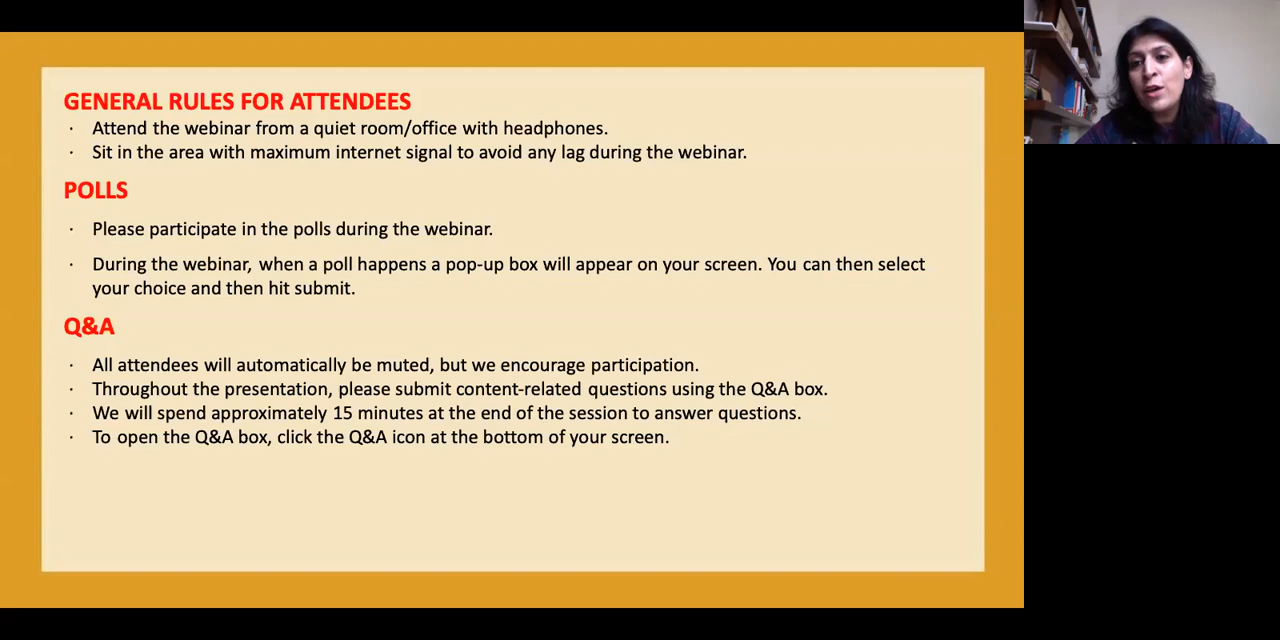 GENERAL RULES FOR ATTENDEES
· Attend the webinar from a quiet room/office with headphones.
· Sit in the area with maximum internet signal to avoid any lag during the webinar.
POLLS
· Please participate in the polls during the webinar.
· During the webinar, when a poll happens a pop-up box will appear on your screen. You can then select
your choice and then hit submit.
Q&A
· All attendees will automatically be muted, but we encourage participation.
· Throughout the presentation, please submit content-related questions using the Q&A box.
· We will spend approximately 15 minutes at the end of the session to answer questions.
· To open the Q&A box, click the Q&A icon at the bottom of your screen.